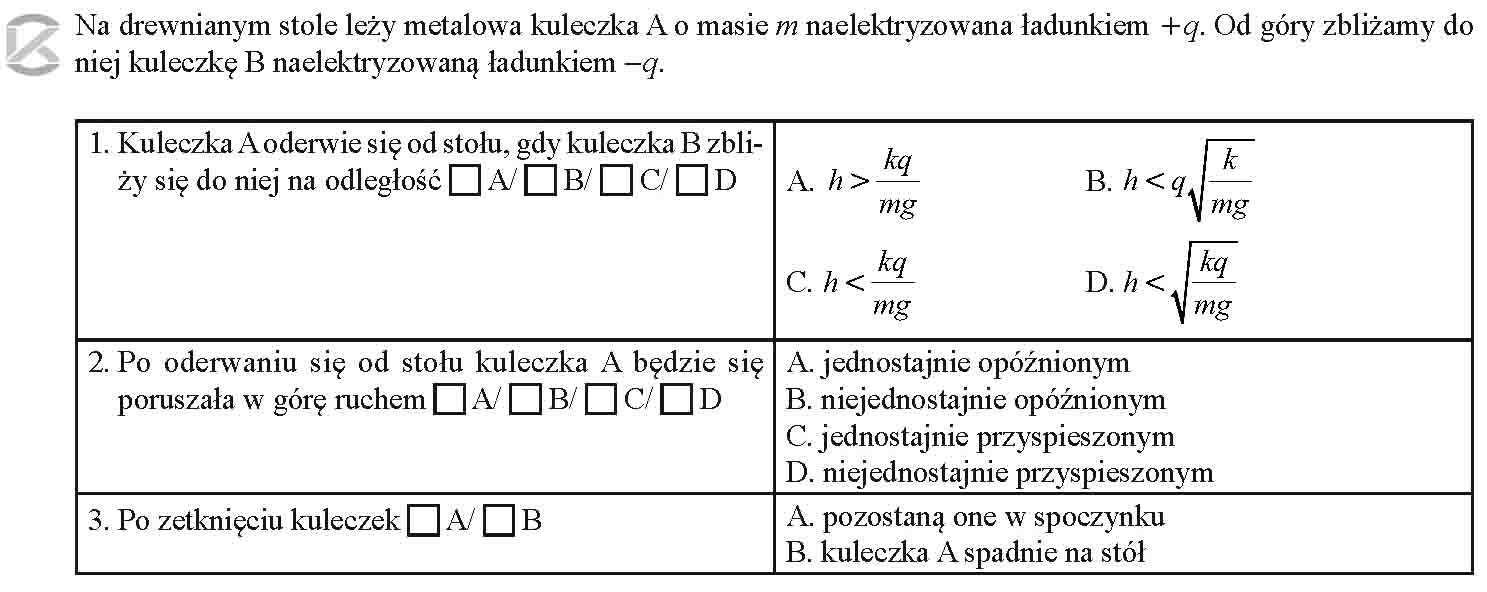 Na drewnianym stole leży metalowa kuleczka A o masie m naelektryzowana ładunkiem +q. Od góry zbliżamy do
niej kuleczkę B naelektryzowaną ładunkiem −q.
1. Kuleczka A oderwie się od stołu, gdy kuleczka B zbli-
ży się do niej na odległość □ A/ □ B/ □ C/ □ D
A. h > kq/mg
B. h < q√(k/mg)
C. h < kq/mg
D. h < √(kq/mg)
2. Po oderwaniu się od stołu kuleczka A będzie się
poruszała w górę ruchem □ A/ □ B/ □ C/ □ D
A. jednostajnie opóźnionym
B. niejednostajnie opóźnionym
C. jednostajnie przyspieszonym
D. niejednostajnie przyspieszonym
3. Po zetknięciu kuleczek □ A/ □ B
A. pozostaną one w spoczynku
B. kuleczka A spadnie na stół